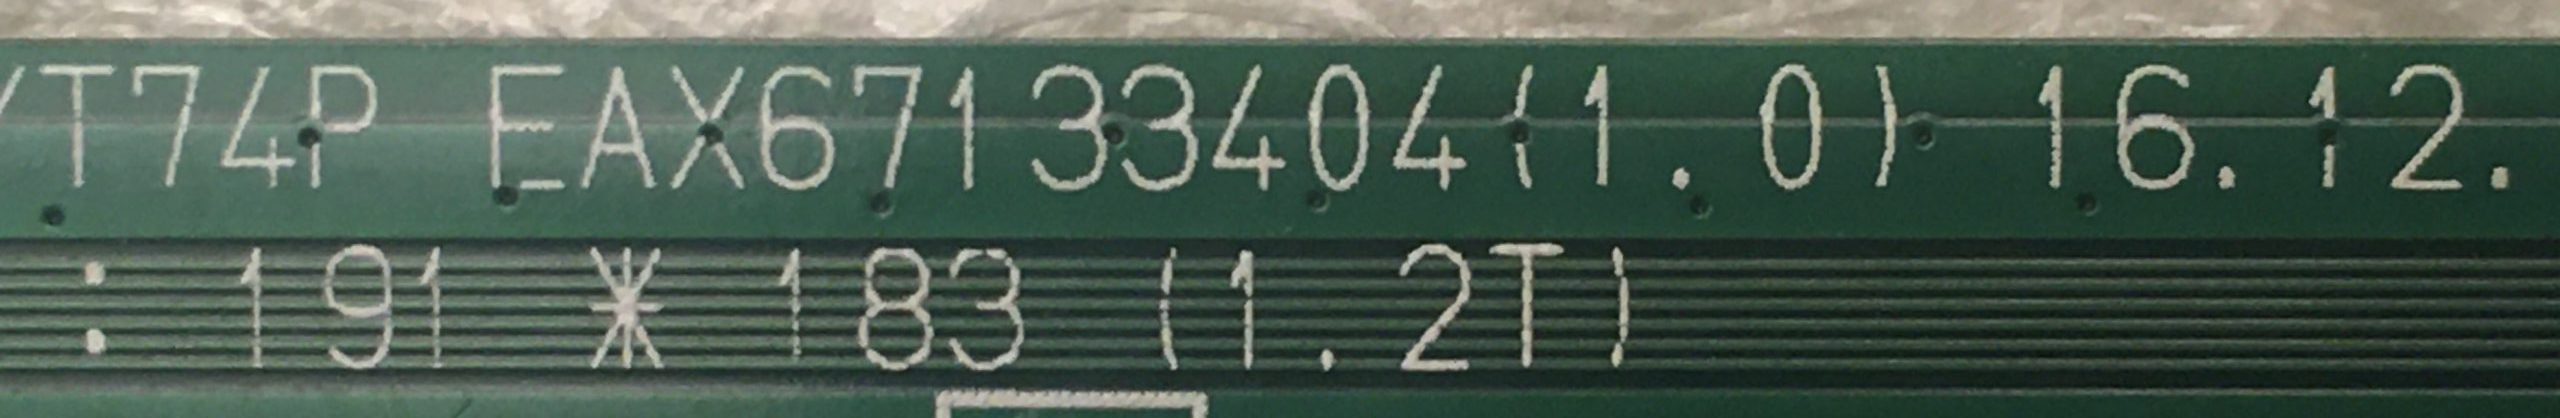 /T74P EAX67133404(1.0) 16.12.
: 191 * 183 (1.2T)